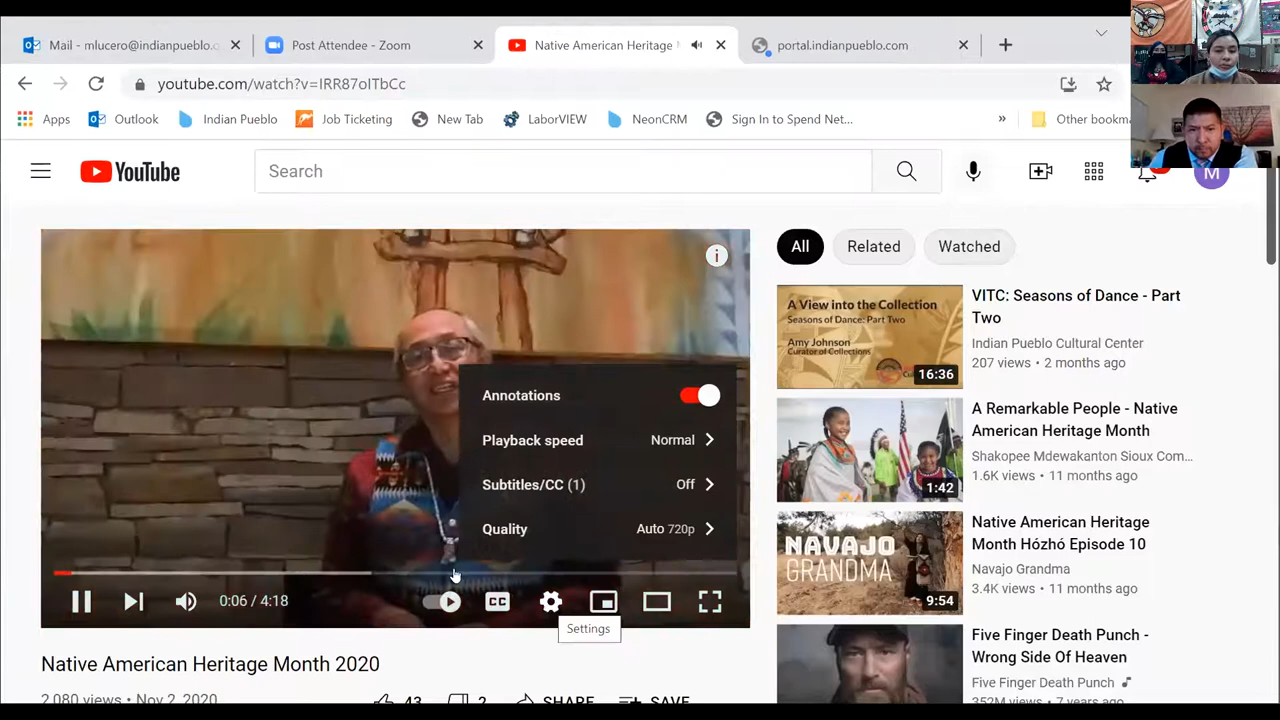 Mail - mlucero@indianpueblo.c
Post Attendee - Zoom
Native American Heritage M
portal.indianpueblo.com
youtube.com/watch?v=IRR87oITbCc
Apps
Outlook
Indian Pueblo
Job Ticketing
New Tab
LaborVIEW
NeonCRM
Sign In to Spend Net...
»
Other bookma
YouTube
Search
M
All
Related
Watched
i
Annotations
Playback speed Normal
Subtitles/CC (1) Off
Quality Auto 720p
0:06 / 4:18
CC
Settings
Native American Heritage Month 2020
2,080 views • Nov 2, 2020
43
2
SHARE
SAVE
A View into the Collection
Seasons of Dance: Part Two
Amy Johnson
Curator of Collections
16:36
VITC: Seasons of Dance - Part
Two
Indian Pueblo Cultural Center
207 views • 2 months ago
1:42
A Remarkable People - Native
American Heritage Month
Shakopee Mdewakanton Sioux Com...
1.6K views • 11 months ago
NAVAJO
GRANDMA
9:54
Native American Heritage
Month Hózhó Episode 10
Navajo Grandma
3.4K views • 11 months ago
Five Finger Death Punch -
Wrong Side Of Heaven
Five Finger Death Punch
352M views • 7 years ago